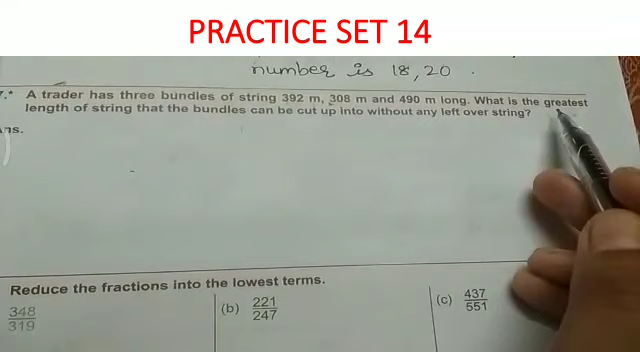 PRACTICE SET 14
number is 18, 20.
7.* A trader has three bundles of string 392 m, 308 m and 490 m long. What is the greatest
length of string that the bundles can be cut up into without any left over string?
ns.
Reduce the fractions into the lowest terms.
348/319 (b) 221/247 (c) 437/551